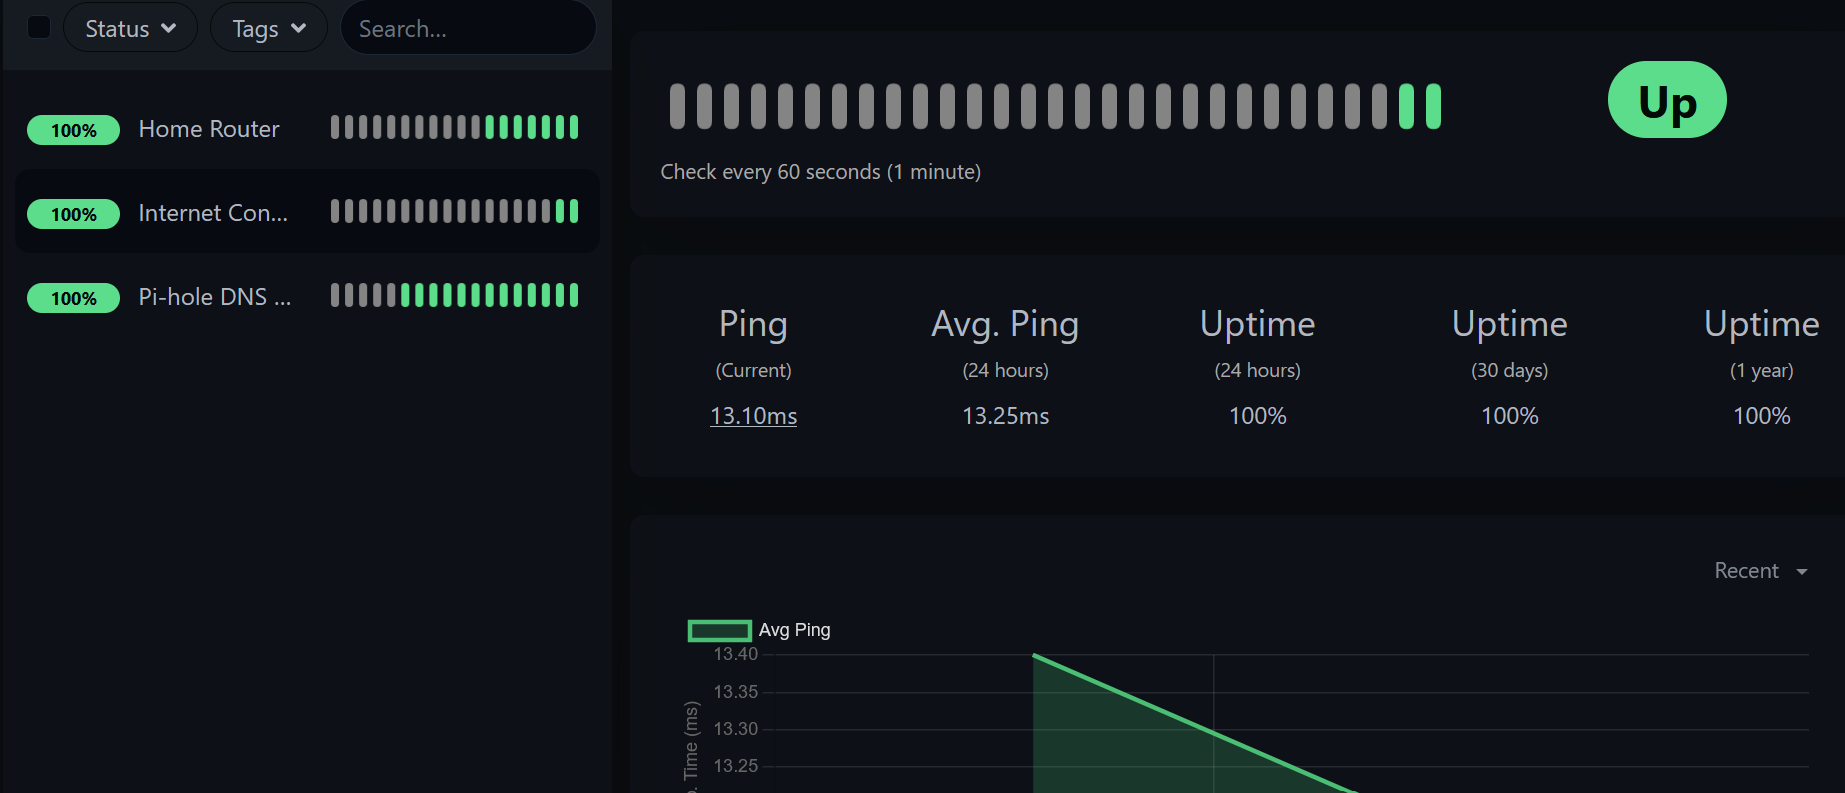 Status
Tags
Search...
100% Home Router
100% Internet Con...
100% Pi-hole DNS ...
Up
Check every 60 seconds (1 minute)
Ping
(Current)
13.10ms
Avg. Ping
(24 hours)
13.25ms
Uptime
(24 hours)
100%
Uptime
(30 days)
100%
Uptime
(1 year)
100%
Recent
Avg Ping
13.40
13.35
13.30
13.25
Time (ms)